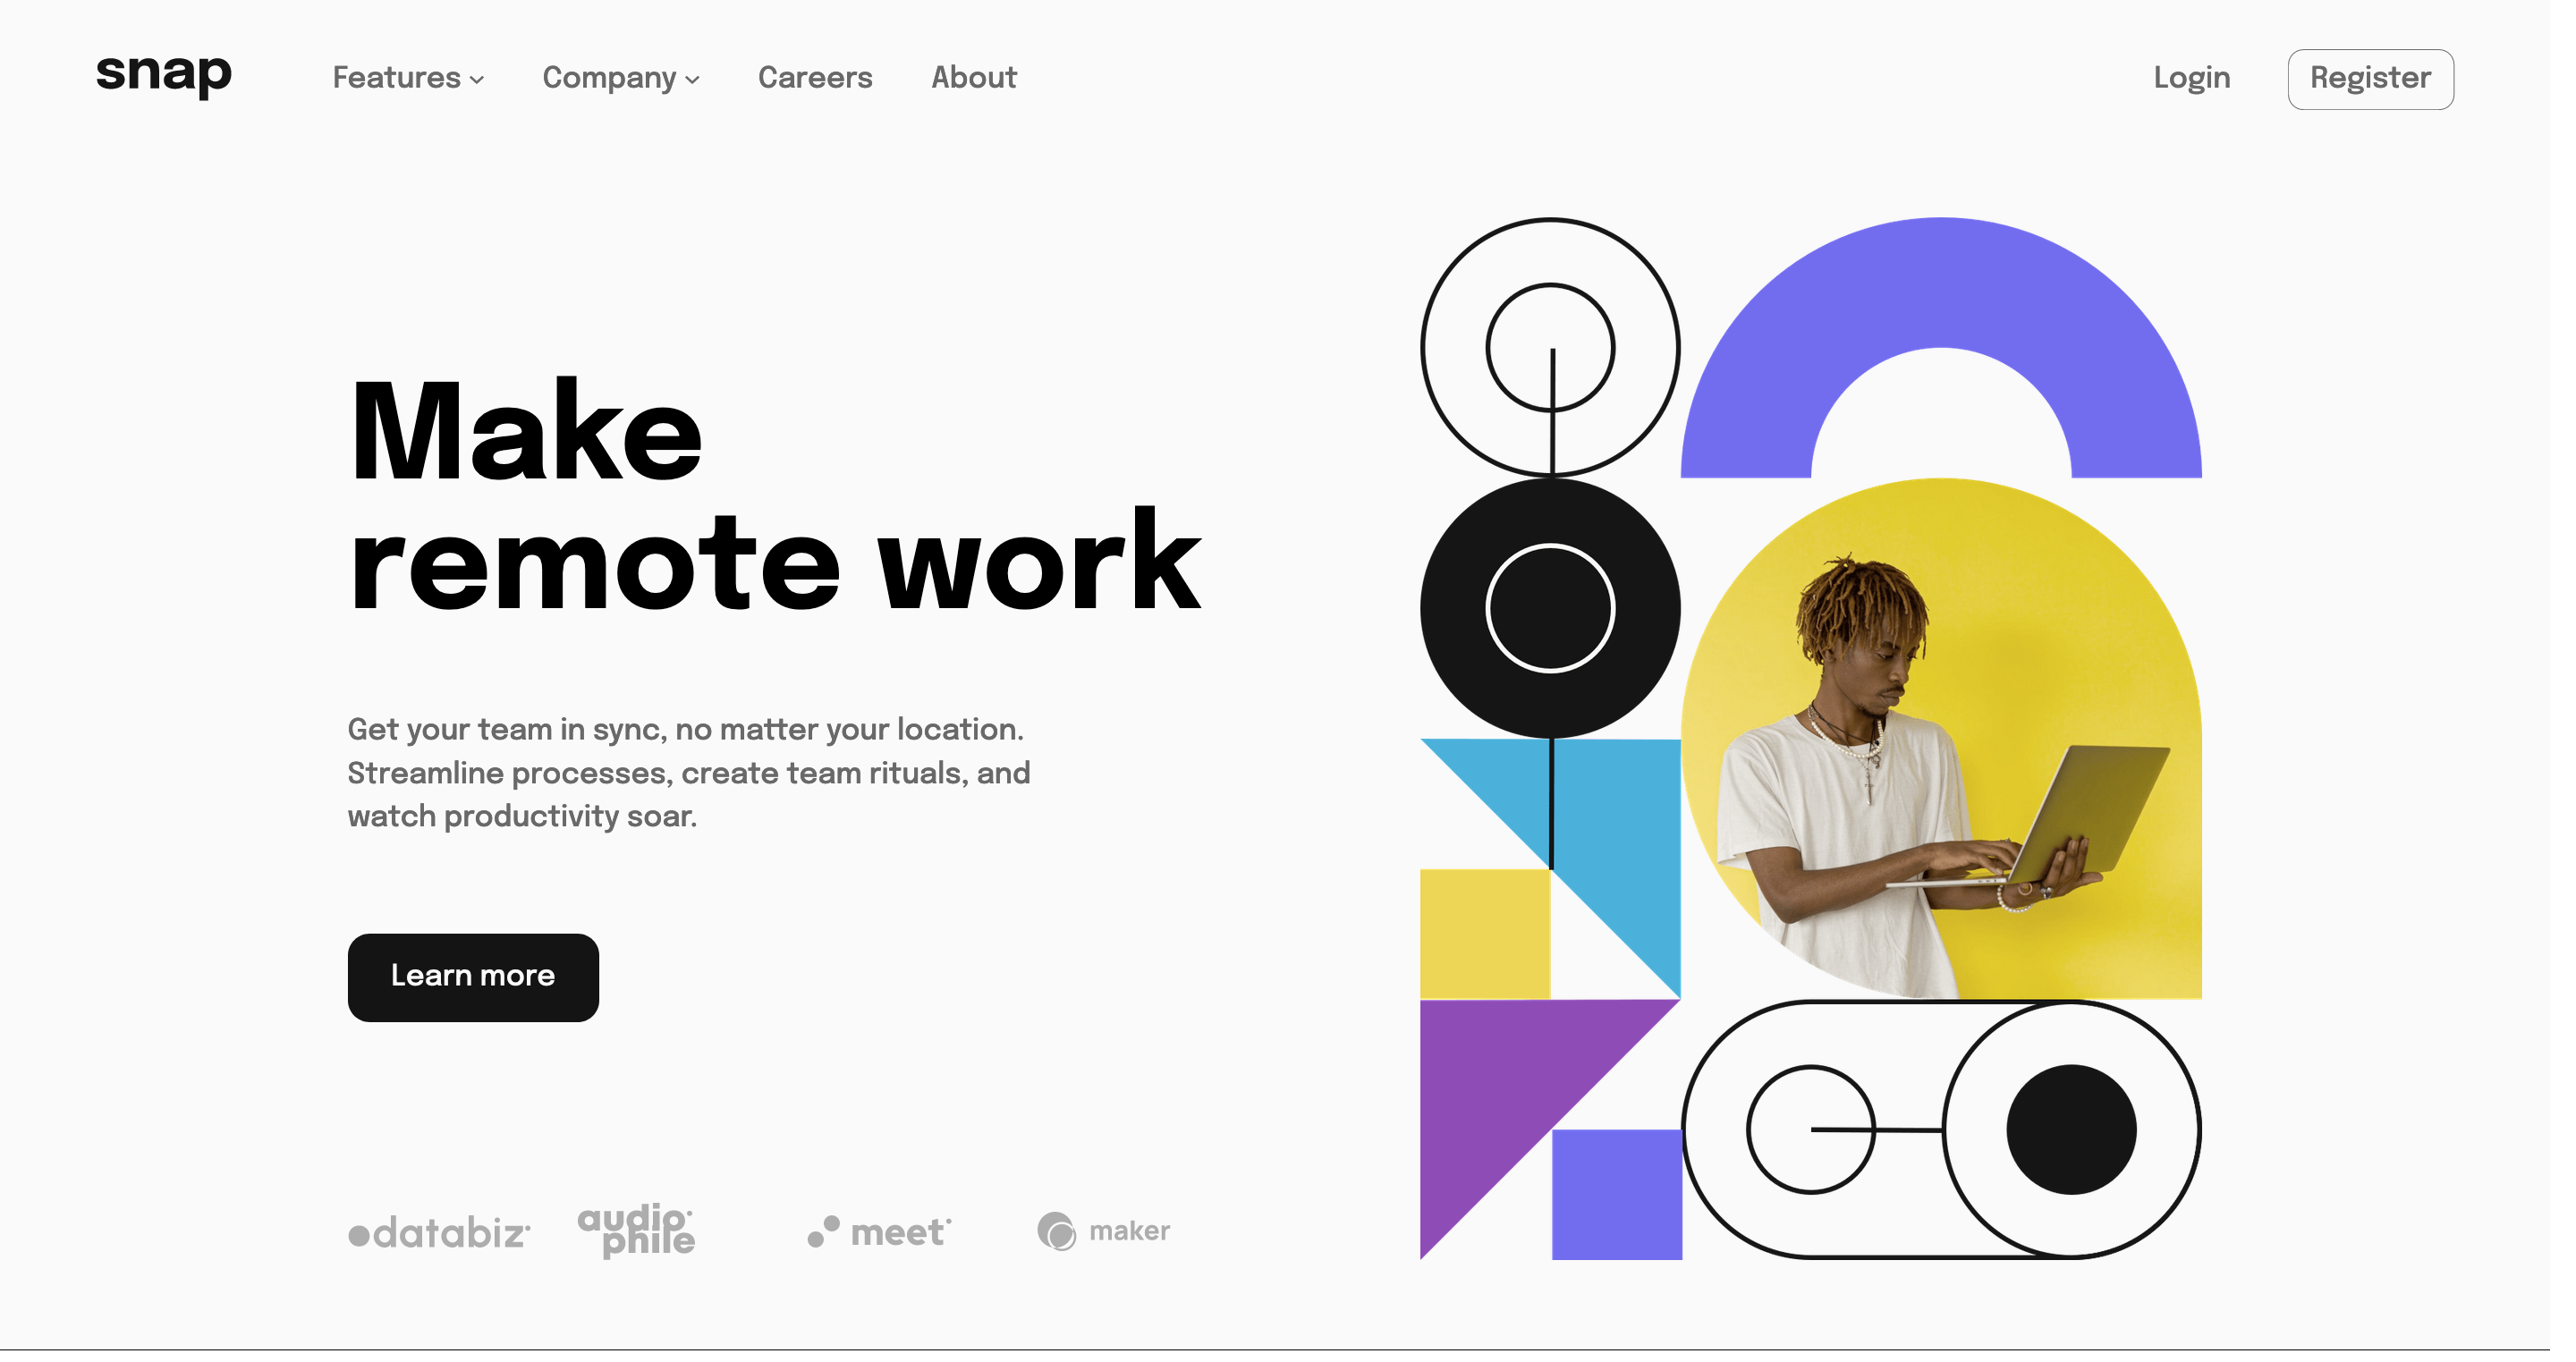 snap
Features
Company
Careers
About
Login
Register
Make
remote work
Get your team in sync, no matter your location.
Streamline processes, create team rituals, and
watch productivity soar.
Learn more
databiz
audio
phile
meet
maker